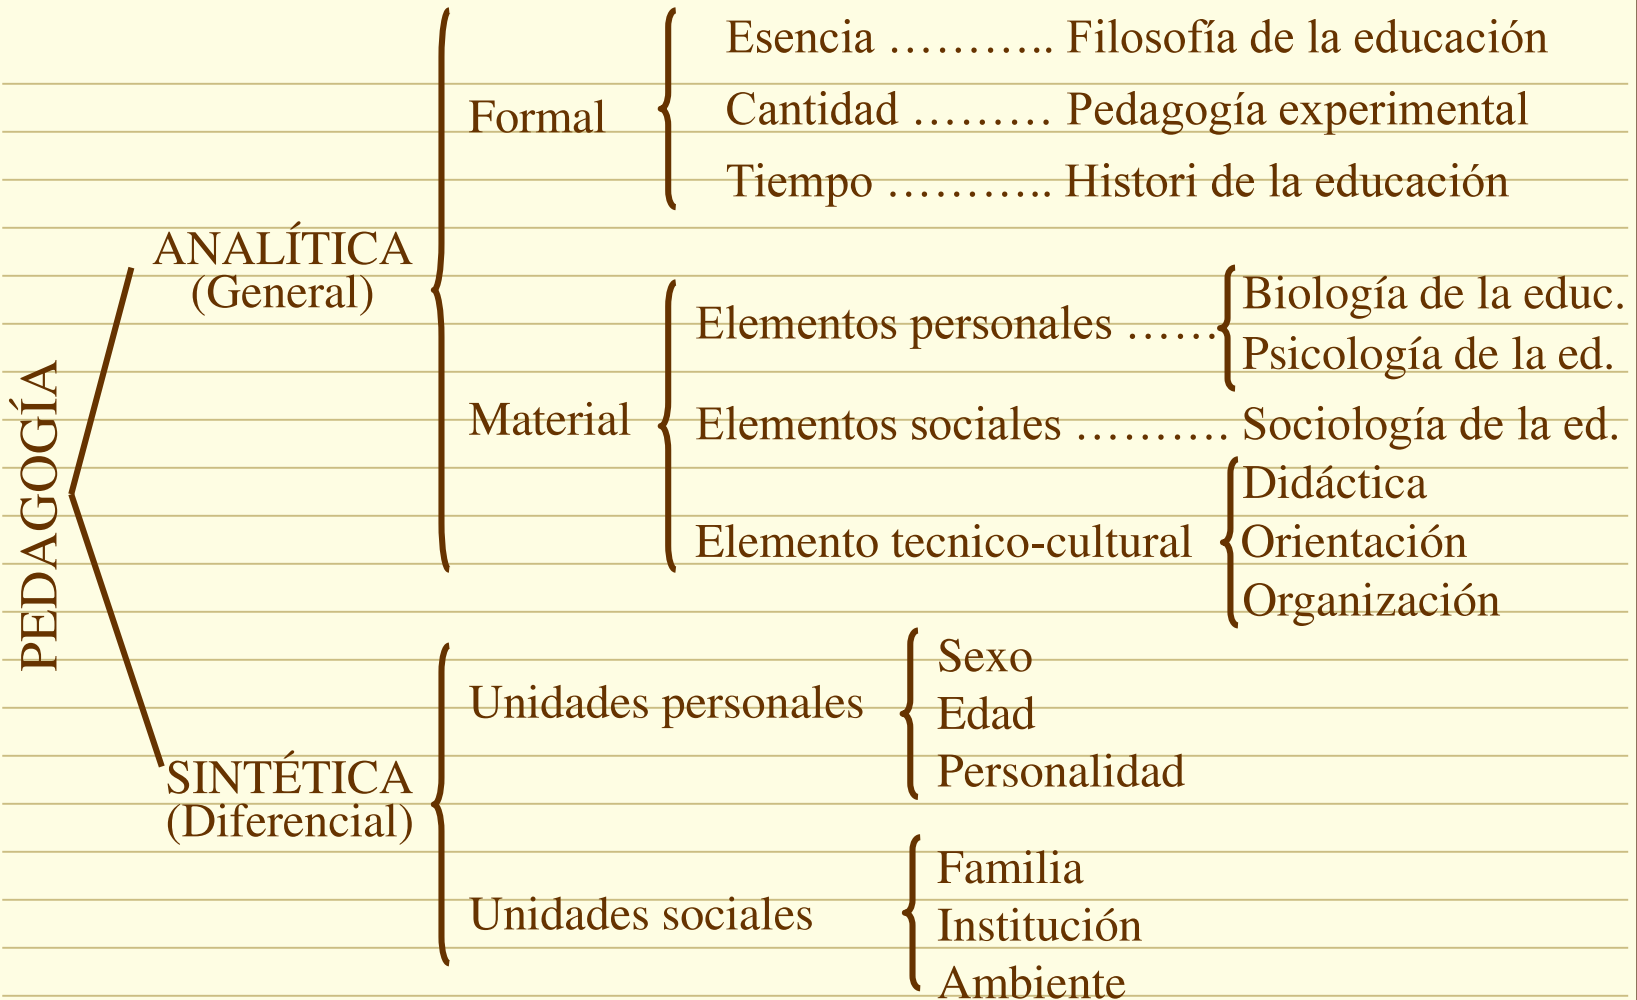 PEDAGOGÍA
ANALÍTICA
(General)
Formal
Esencia ……….. Filosofía de la educación
Cantidad ……… Pedagogía experimental
Tiempo ……….. Histori de la educación
Material
Elementos personales ……
Biología de la educ.
Psicología de la ed.
Elementos sociales ………. Sociología de la ed.
Elemento tecnico-cultural
Didáctica
Orientación
Organización
SINTÉTICA
(Diferencial)
Unidades personales
Sexo
Edad
Personalidad
Unidades sociales
Familia
Institución
Ambiente